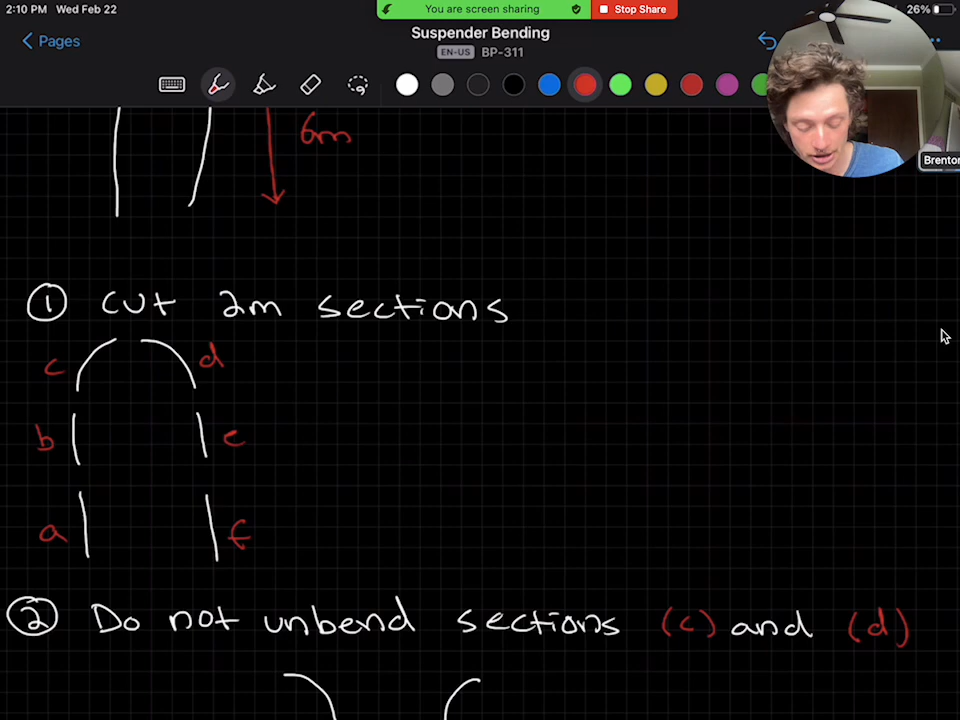 2:10 PM Wed Feb 22
You are screen sharing
Stop Share
26%
Pages
Suspender Bending
EN-US BP-311
Brenton
6m
① cut 2m sections
c d
b e
a f
② Do not unbend sections (c) and (d)